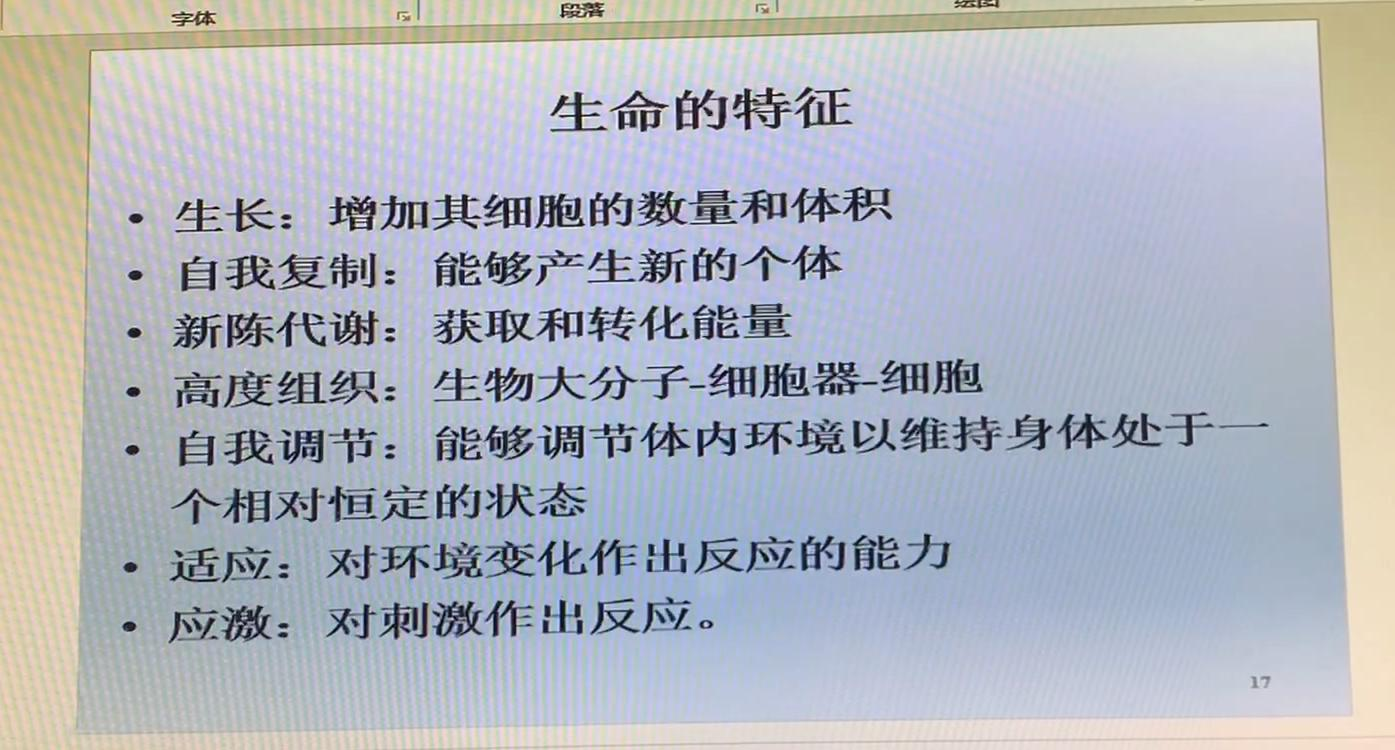 字体 段落 绘图
生命的特征
• 生长：增加其细胞的数量和体积
• 自我复制：能够产生新的个体
• 新陈代谢：获取和转化能量
• 高度组织：生物大分子-细胞器-细胞
• 自我调节：能够调节体内环境以维持身体处于一
个相对恒定的状态
• 适应：对环境变化作出反应的能力
• 应激：对刺激作出反应。
17